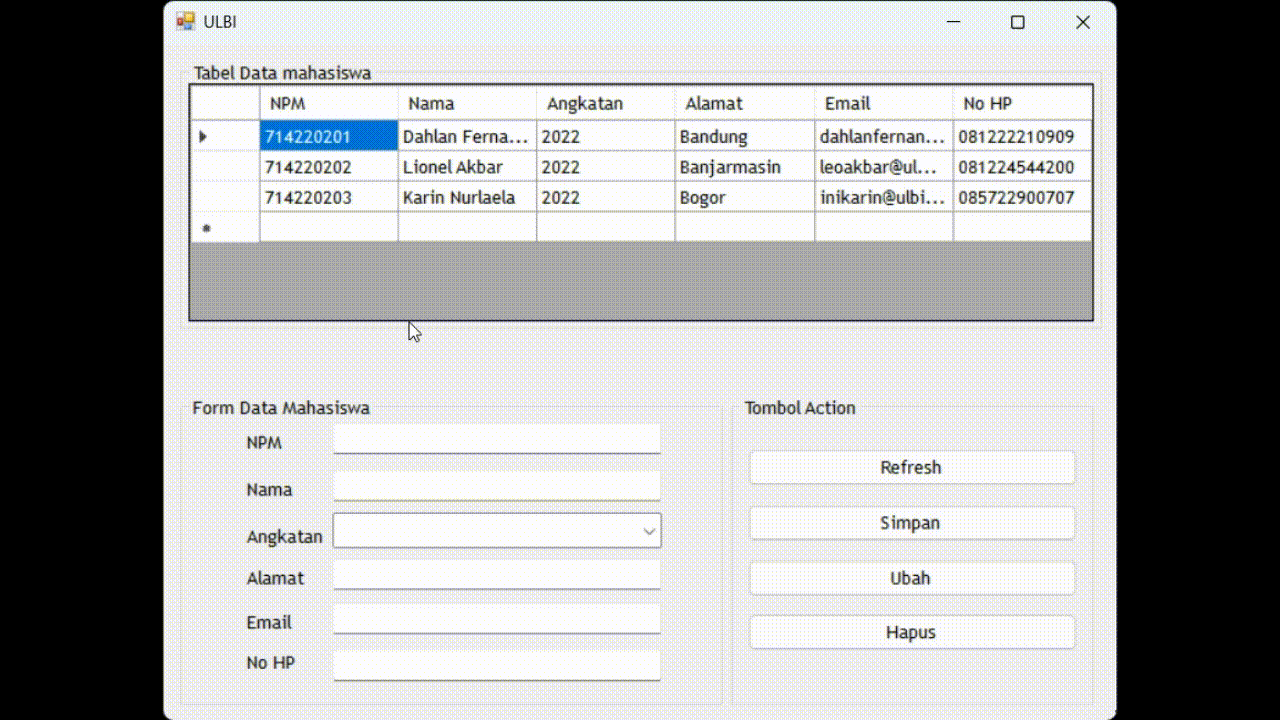 ULBI
Tabel Data mahasiswa
NPM Nama Angkatan Alamat Email No HP
714220201 Dahlan Ferna... 2022 Bandung dahlanfernan... 081222210909
714220202 Lionel Akbar 2022 Banjarmasin leoakbar@ul... 081224544200
714220203 Karin Nurlaela 2022 Bogor inikarin@ulbi... 085722900707
Form Data Mahasiswa
NPM
Nama
Angkatan
Alamat
Email
No HP
Tombol Action
Refresh
Simpan
Ubah
Hapus